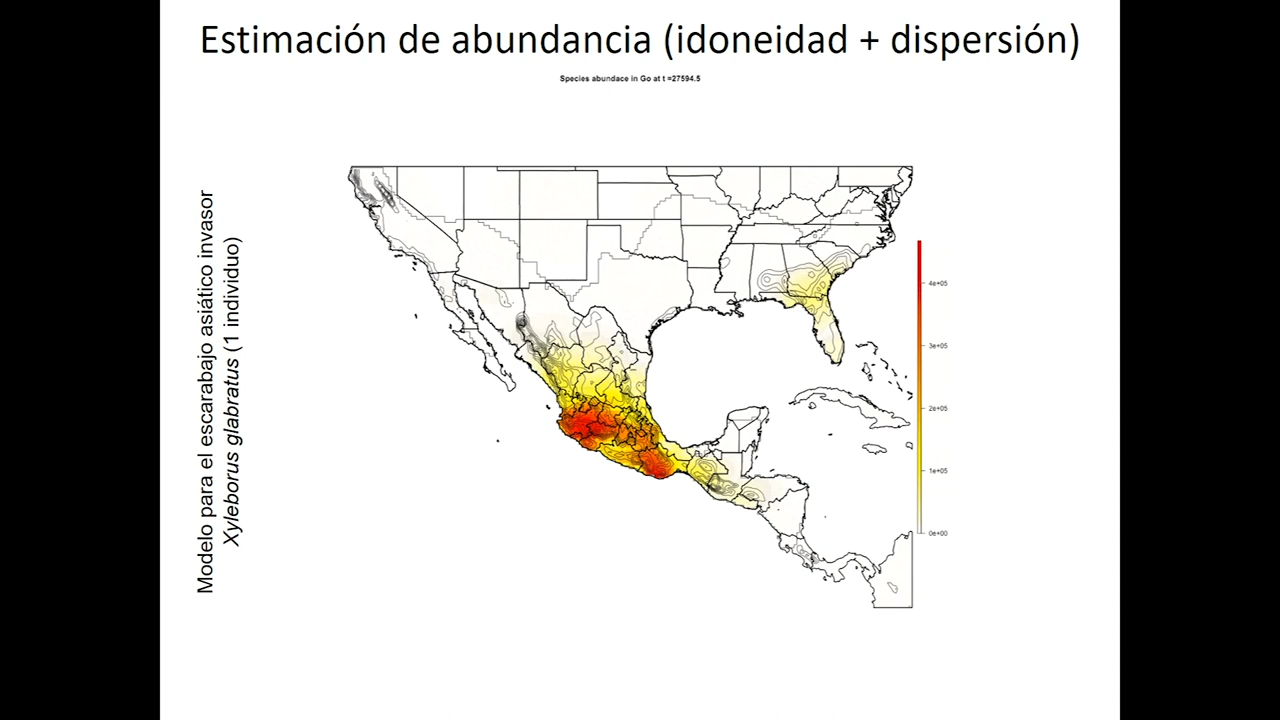 Estimación de abundancia (idoneidad + dispersión)
Species abundace in Go at t =27594.5
Modelo para el escarabajo asiático invasor
Xyleborus glabratus (1 individuo)
4e+05
3e+05
2e+05
1e+05
0e+00